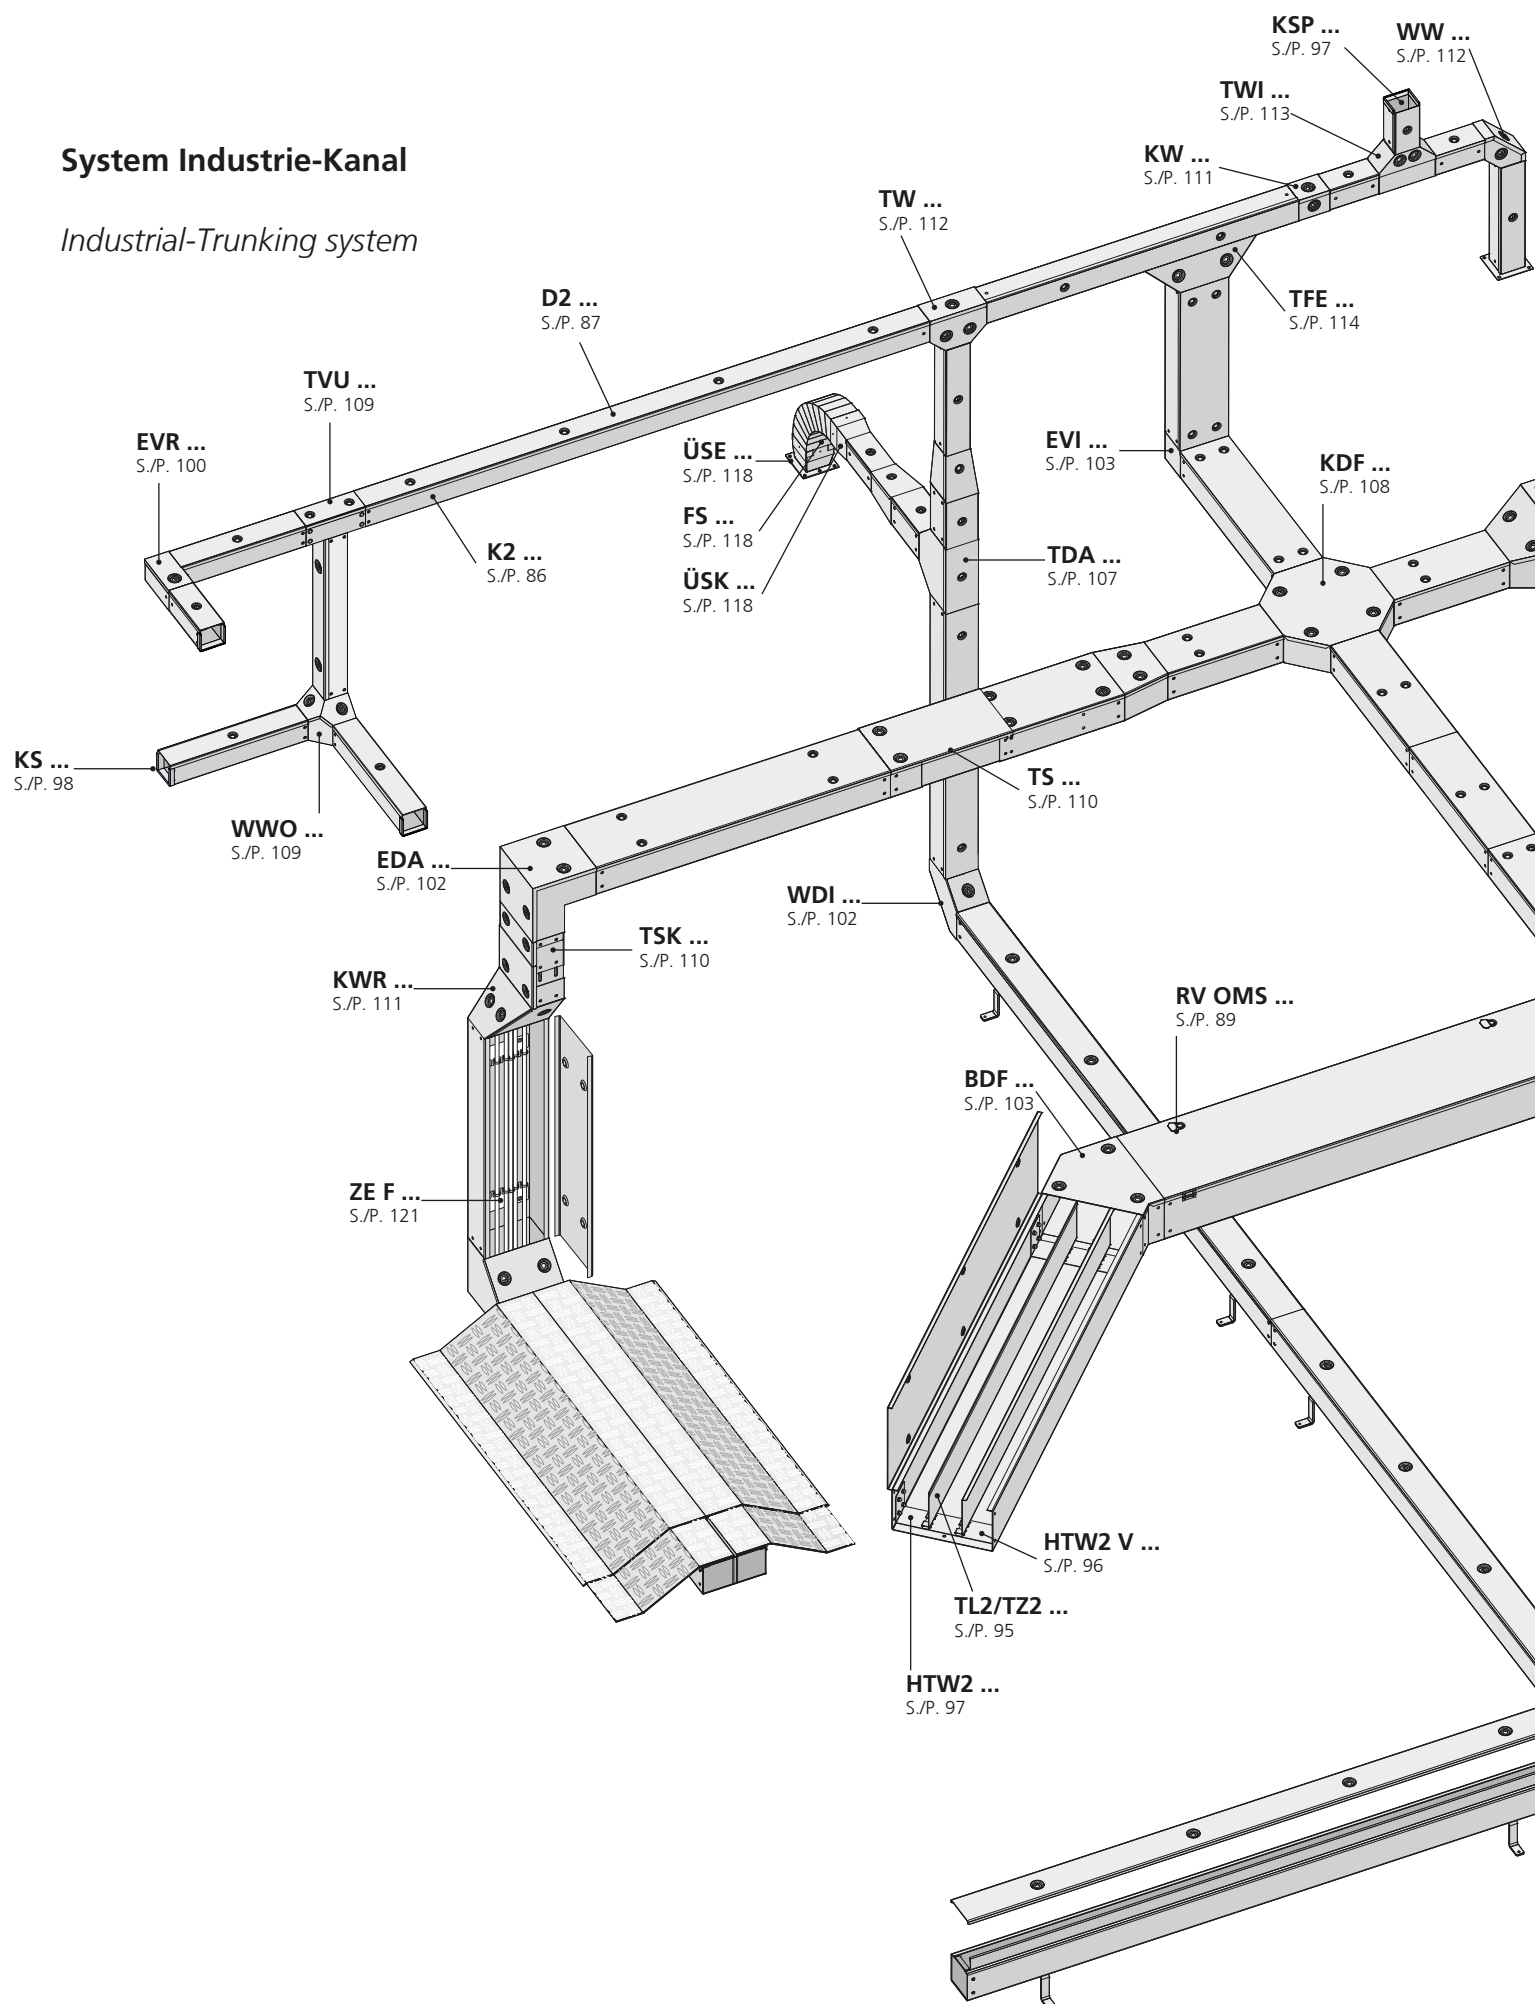 KSP ...
S./P. 97
WW ...
S./P. 112
TWI ...
S./P. 113
System Industrie-Kanal
KW ...
S./P. 111
TW ...
S./P. 112
Industrial-Trunking system
D2 ...
S./P. 87
TFE ...
S./P. 114
TVU ...
S./P. 109
EVR ...
S./P. 100
ÜSE ...
S./P. 118
EVI ...
S./P. 103
KDF ...
S./P. 108
FS ...
S./P. 118
K2 ...
S./P. 86
TDA ...
S./P. 107
ÜSK ...
S./P. 118
KS ...
S./P. 98
TS ...
S./P. 110
WWO ...
S./P. 109
EDA ...
S./P. 102
WDI ...
S./P. 102
TSK ...
S./P. 110
KWR ...
S./P. 111
RV OMS ...
S./P. 89
BDF ...
S./P. 103
ZE F ...
S./P. 121
HTW2 V ...
S./P. 96
TL2/TZ2 ...
S./P. 95
HTW2 ...
S./P. 97